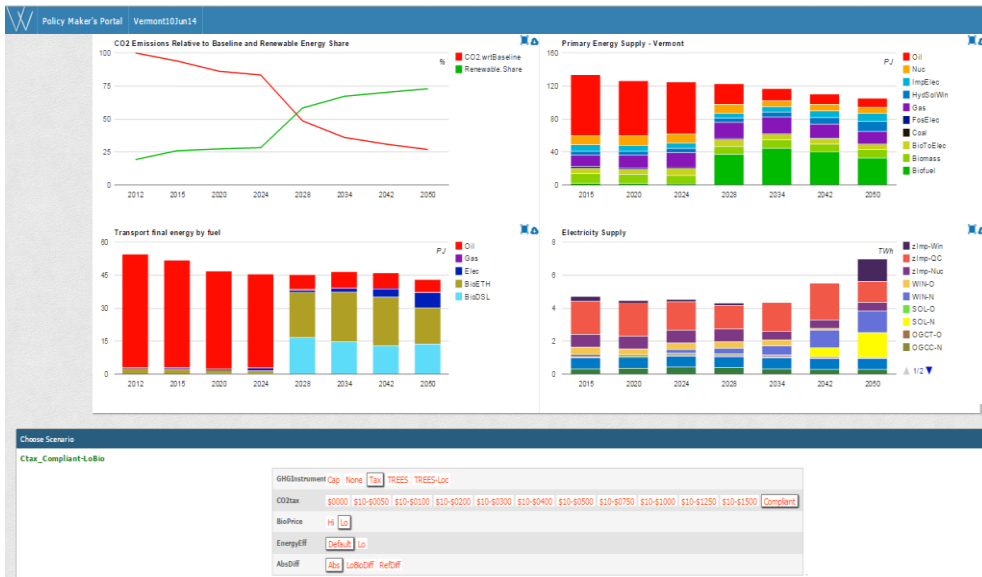 Policy Maker's Portal Vermont10Jun14
CO2 Emissions Relative to Baseline and Renewable Energy Share
100
75
50
25
0
%
2012 2015 2020 2024 2028 2034 2042 2050
CO2.wrtBaseline
Renewable.Share
Primary Energy Supply - Vermont
160
120
80
40
0
PJ
2015 2020 2024 2028 2034 2042 2050
Oil
Nuc
ImpElec
HydSolWin
Gas
FosElec
Coal
BioToElec
Biomass
Biofuel
Transport final energy by fuel
60
45
30
15
0
PJ
2012 2015 2020 2024 2028 2034 2042 2050
Oil
Gas
Elec
BioETH
BioDSL
Electricity Supply
8
6
4
2
0
TWh
2015 2020 2024 2028 2034 2042 2050
zImp-Win
zImp-QC
zImp-Nuc
WIN-O
WIN-N
SOL-O
SOL-N
OGCT-O
OGCC-N
1/2
Choose Scenario
Ctax_Compliant-LoBio
GHGInstrument Cap None Tax TREES TREES-Loc
CO2tax $0000 $10-$0050 $10-$0100 $10-$0200 $10-$0300 $10-$0400 $10-$0500 $10-$0750 $10-$1000 $10-$1250 $10-$1500 Compliant
BioPrice Hi Lo
EnergyEff Default Lo
AbsDiff Abs LoBioDiff RefDiff